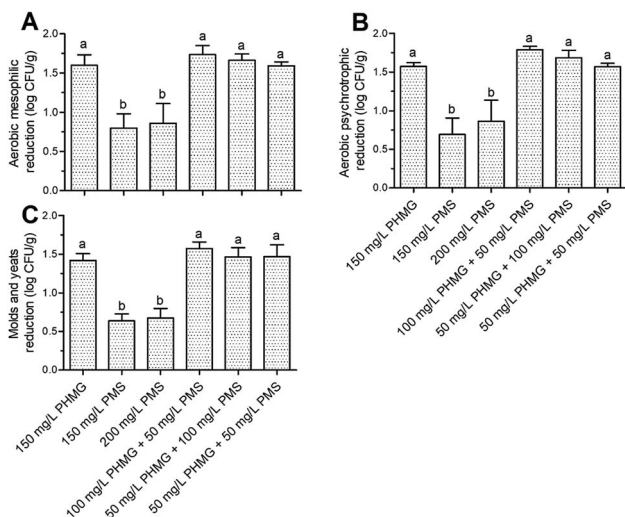 A
Aerobic mesophilic
reduction (log CFU/g)
2.0
1.5
1.0
0.5
0.0
a
b
b
a
a
a
B
Aerobic psychrotrophic
reduction (log CFU/g)
2.0
1.5
1.0
0.5
0.0
a
b
b
a
a
a
150 mg/L PHMG
150 mg/L PMS
200 mg/L PMS
100 mg/L PHMG + 50 mg/L PMS
50 mg/L PHMG + 100 mg/L PMS
50 mg/L PHMG + 50 mg/L PMS
C
Molds and yeats
reduction (log CFU/g)
2.0
1.5
1.0
0.5
0.0
a
b
b
a
a
a
150 mg/L PHMG
150 mg/L PMS
200 mg/L PMS
100 mg/L PHMG + 50 mg/L PMS
50 mg/L PHMG + 100 mg/L PMS
50 mg/L PHMG + 50 mg/L PMS